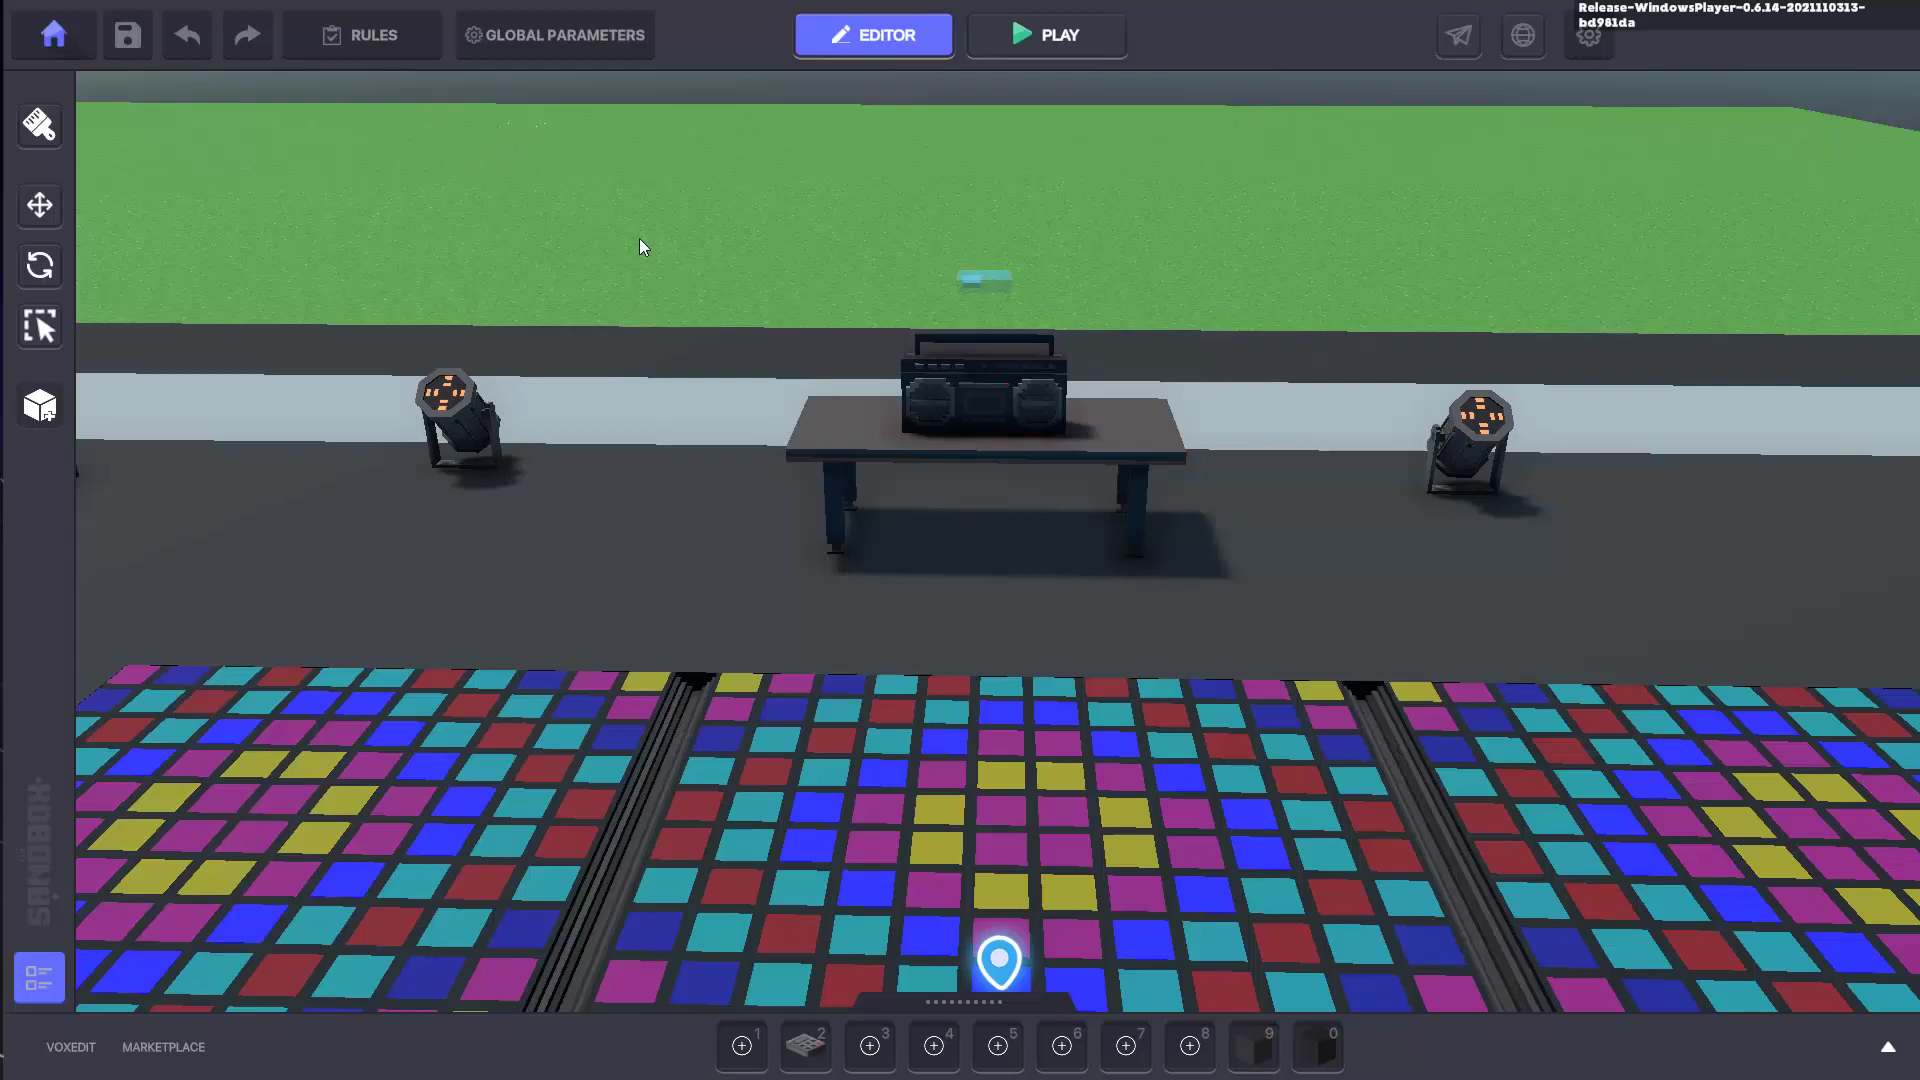 Release-WindowsPlayer-0.6.14-2021110313-
bd981da
RULES
GLOBAL PARAMETERS
EDITOR
PLAY
THE SANDBOX
VOXEDIT
MARKETPLACE
1
2
3
4
5
6
7
8
9
0